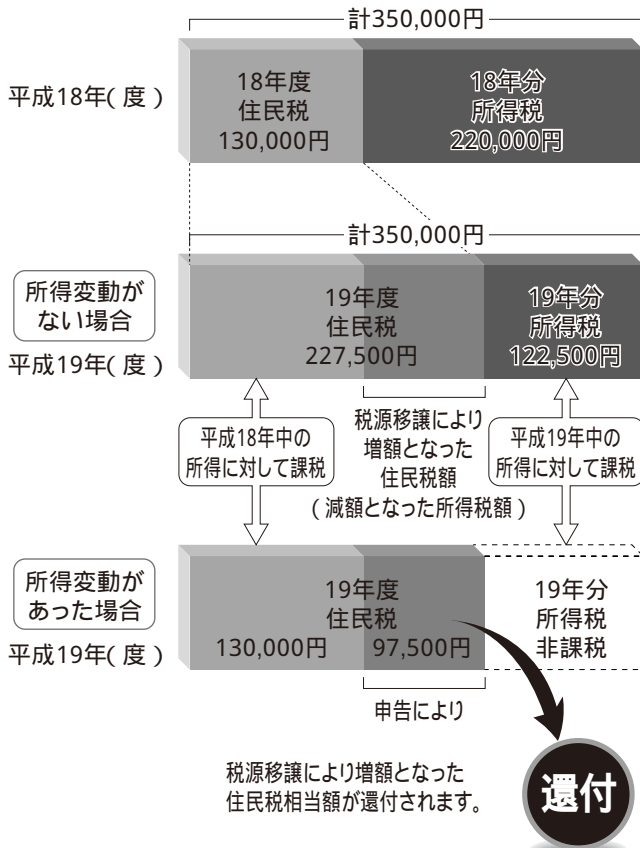 計350,000円
平成18年(度)
18年度
住民税
130,000円
18年分
所得税
220,000円
計350,000円
所得変動が
ない場合
平成19年(度)
19年度
住民税
227,500円
19年分
所得税
122,500円
平成18年中の
所得に対して課税
税源移譲により
増額となった
住民税額
(減額となった所得税額)
平成19年中の
所得に対して課税
所得変動が
あった場合
平成19年(度)
19年度
住民税
130,000円
97,500円
19年分
所得税
非課税
申告により
税源移譲により増額となった
住民税相当額が還付されます。
還付